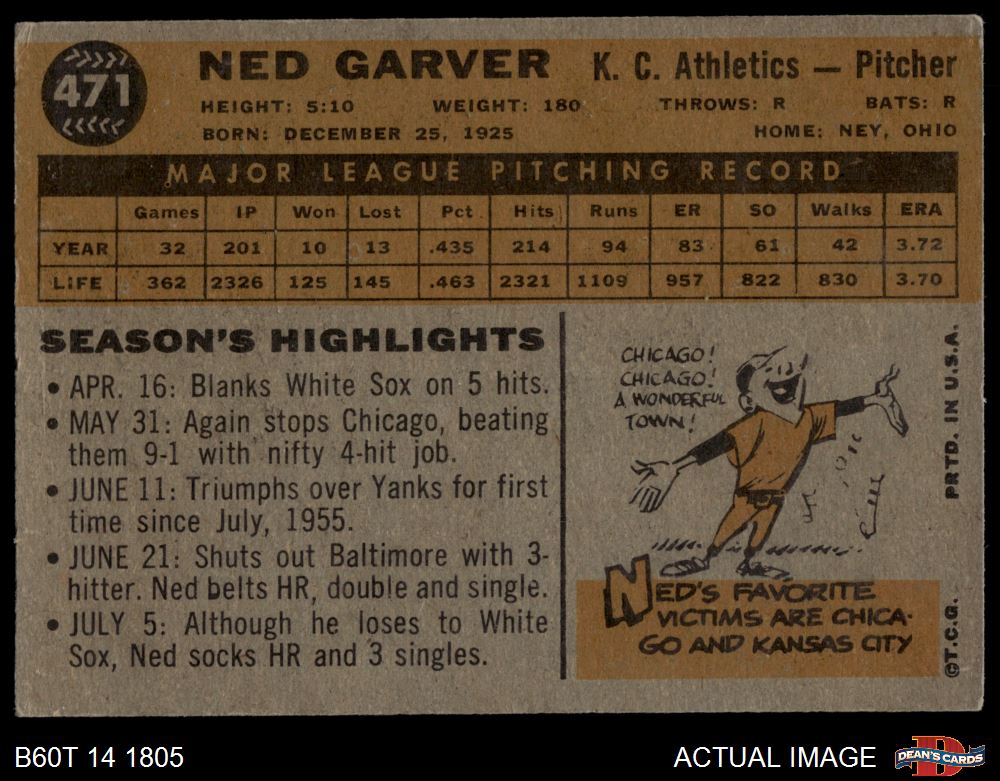 471
NED GARVER K. C. Athletics — Pitcher
HEIGHT: 5:10 WEIGHT: 180 THROWS: R BATS: R
BORN: DECEMBER 25, 1925 HOME: NEY, OHIO
MAJOR LEAGUE PITCHING RECORD
Games IP Won Lost Pct. Hits Runs ER SO Walks ERA
YEAR 32 201 10 13 .435 214 94 83 61 42 3.72
LIFE 362 2326 125 145 .463 2321 1109 957 822 830 3.70
SEASON'S HIGHLIGHTS
• APR. 16: Blanks White Sox on 5 hits.
• MAY 31: Again stops Chicago, beating
them 9-1 with nifty 4-hit job.
• JUNE 11: Triumphs over Yanks for first
time since July, 1955.
• JUNE 21: Shuts out Baltimore with 3-
hitter. Ned belts HR, double and single.
• JULY 5: Although he loses to White
Sox, Ned socks HR and 3 singles.
CHICAGO!
CHICAGO!
A WONDERFUL
TOWN!
NED'S FAVORITE
VICTIMS ARE CHICA-
GO AND KANSAS CITY
PRTD. IN U.S.A.
©T.C.G.
B60T 14 1805
ACTUAL IMAGE
D
DEAN'S CARDS